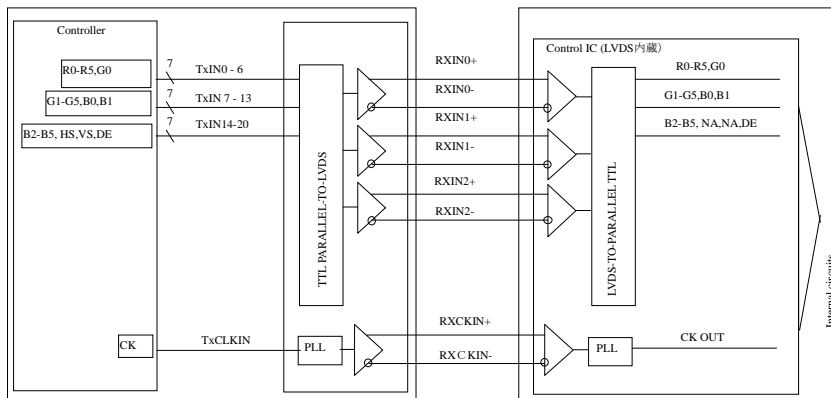 Controller
R0-R5,G0
G1-G5,B0,B1
B2-B5, HS,VS,DE
CK
7
TxIN0 - 6
7
TxIN 7 - 13
7
TxIN14-20
TxCLKIN
TTL PARALLEL-TO-LVDS
PLL
RXIN0+
RXIN0-
RXIN1+
RXIN1-
RXIN2+
RXIN2-
RXCKIN+
RXＣＫIN-
Control IC (LVDS内蔵)
LVDS-TO-PARALLEL TTL
PLL
R0-R5,G0
G1-G5,B0,B1
B2-B5, NA,NA,DE
CK OUT
Internal circuits